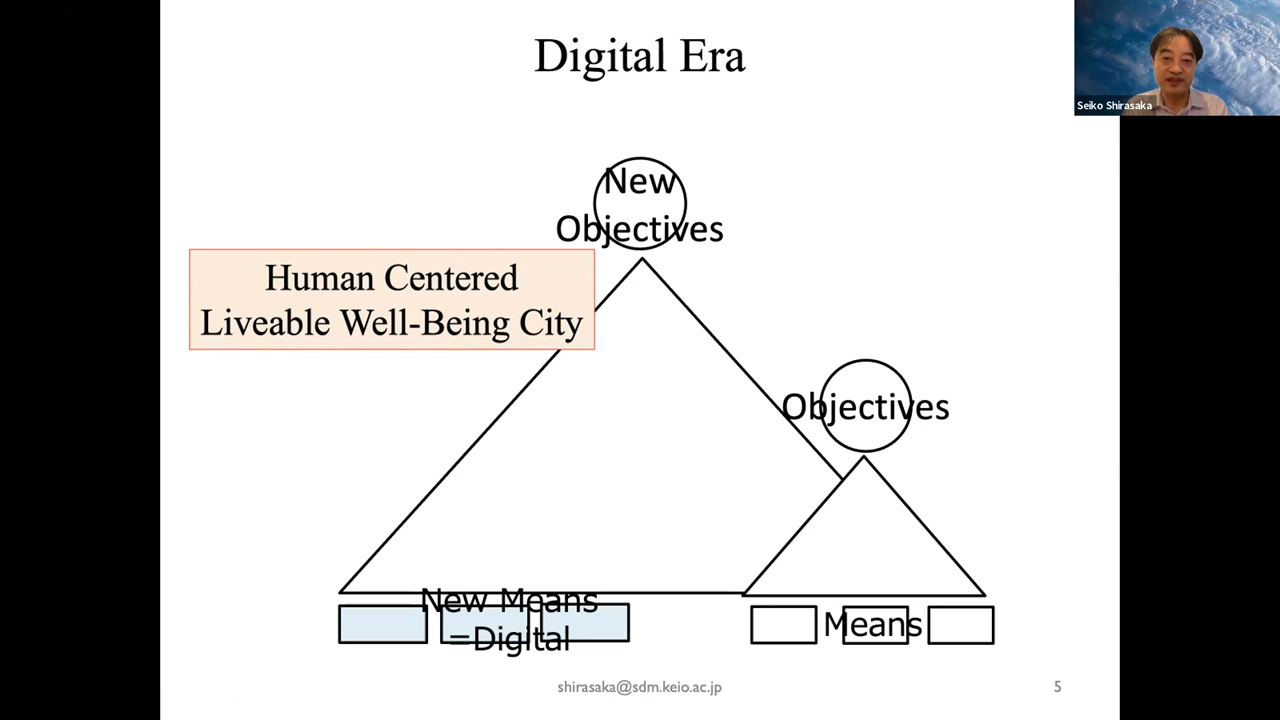 Digital Era
Seiko Shirasaka
New
Objectives
Human Centered
Liveable Well-Being City
Objectives
New Means
=Digital
Means
shirasaka@sdm.keio.ac.jp
5